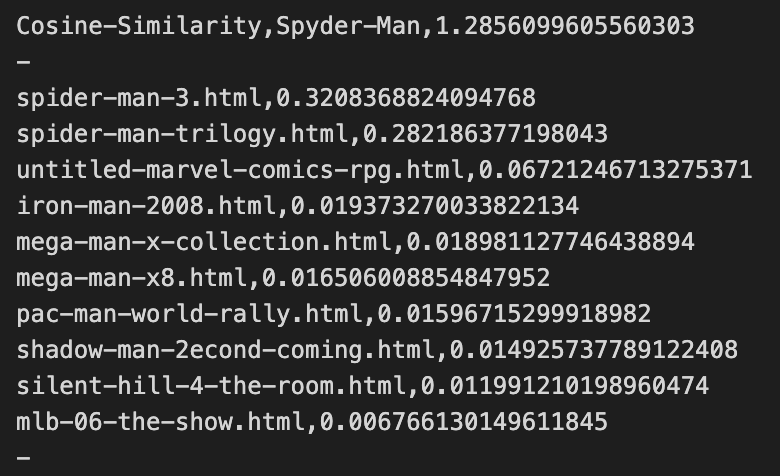 Cosine-Similarity,Spyder-Man,1.2856099605560303
-
spider-man-3.html,0.3208368824094768
spider-man-trilogy.html,0.282186377198043
untitled-marvel-comics-rpg.html,0.06721246713275371
iron-man-2008.html,0.019373270033822134
mega-man-x-collection.html,0.018981127746438894
mega-man-x8.html,0.016506008854847952
pac-man-world-rally.html,0.01596715299918982
shadow-man-2econd-coming.html,0.014925737789122408
silent-hill-4-the-room.html,0.011991210198960474
mlb-06-the-show.html,0.006766130149611845
-